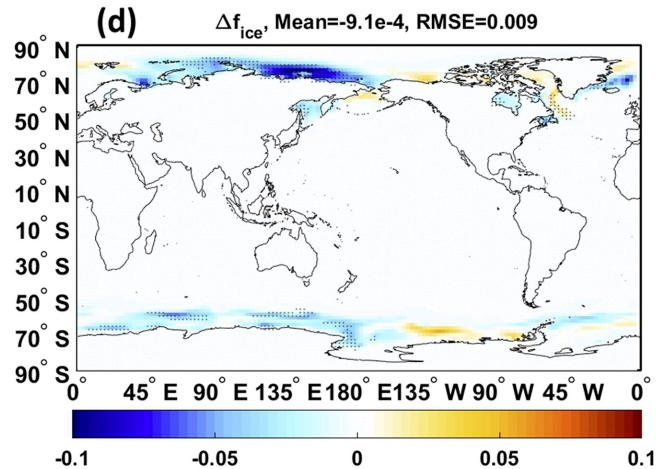 (d) Δf_ice, Mean=-9.1e-4, RMSE=0.009
90° N
70° N
50° N
30° N
10° N
10° S
30° S
50° S
70° S
90° S
0° 45° E 90° E 135° E 180° E 135° W 90° W 45° W 0°
-0.1 -0.05 0 0.05 0.1